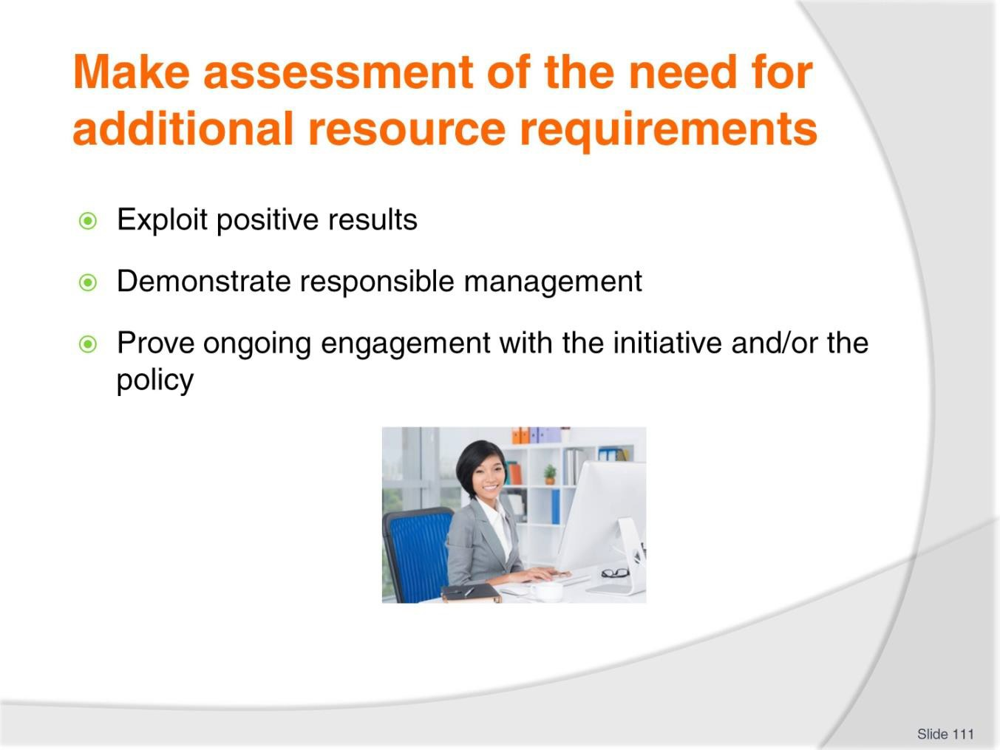 Make assessment of the need for
additional resource requirements
Exploit positive results
Demonstrate responsible management
Prove ongoing engagement with the initiative and/or the
policy
Slide 111